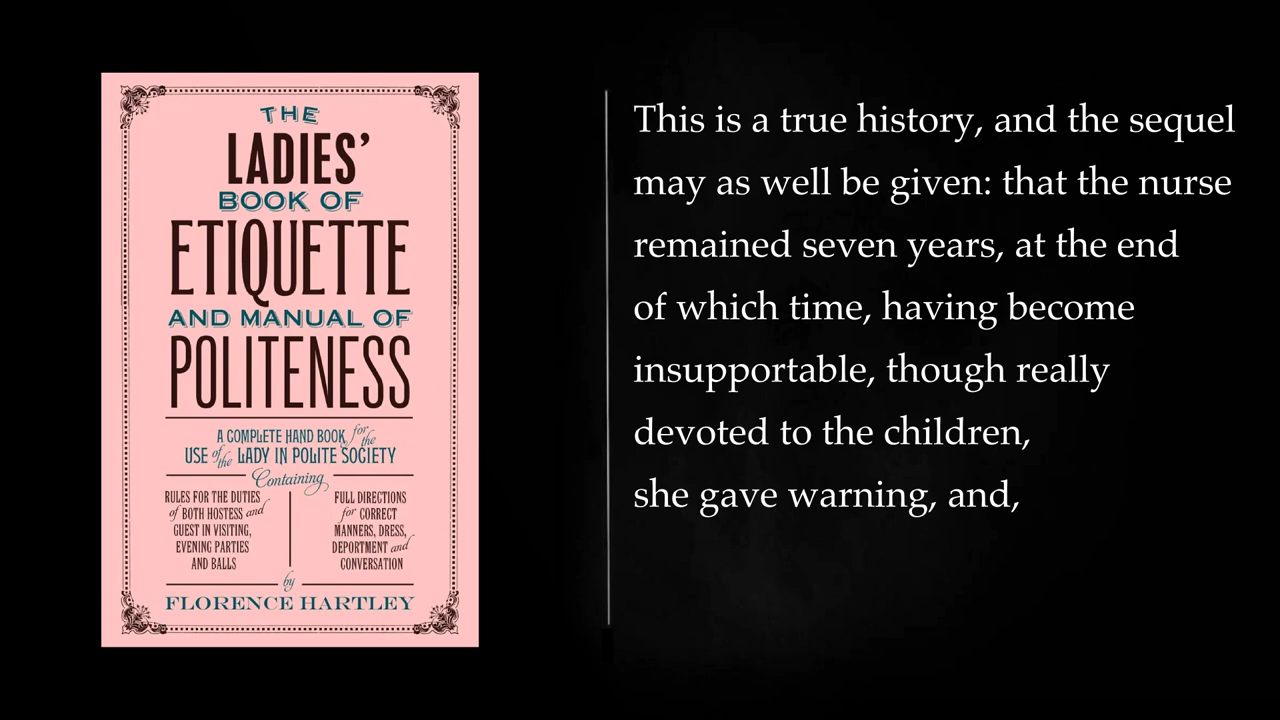 THE
LADIES'
BOOK OF
ETIQUETTE
AND MANUAL OF
POLITENESS
A COMPLETE HAND BOOK for the
USE of the LADY IN POLITE SOCIETY
Containing
RULES FOR THE DUTIES
of BOTH HOSTESS and
GUEST IN VISITING,
EVENING PARTIES
AND BALLS
FULL DIRECTIONS
for CORRECT
MANNERS, DRESS,
DEPORTMENT and
CONVERSATION
by
FLORENCE HARTLEY
This is a true history, and the sequel
may as well be given: that the nurse
remained seven years, at the end
of which time, having become
insupportable, though really
devoted to the children,
she gave warning, and,